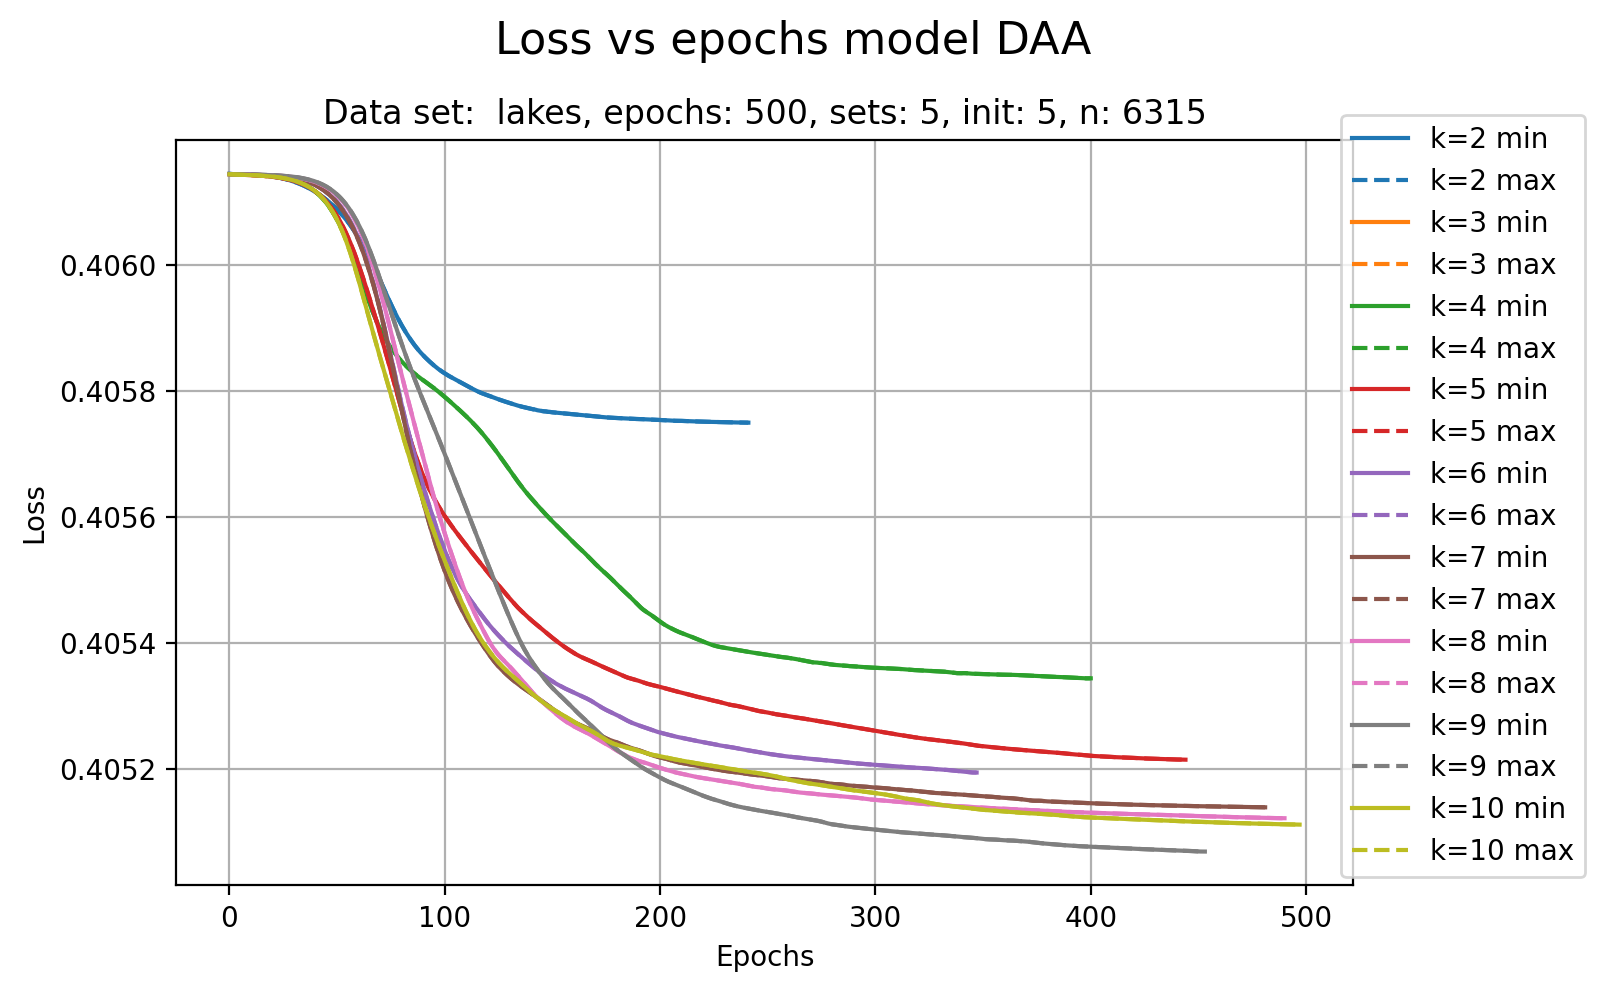 Loss vs epochs model DAA
Data set:  lakes, epochs: 500, sets: 5, init: 5, n: 6315
Loss
0.4060
0.4058
0.4056
0.4054
0.4052
0 100 200 300 400 500
Epochs
k=2 min
k=2 max
k=3 min
k=3 max
k=4 min
k=4 max
k=5 min
k=5 max
k=6 min
k=6 max
k=7 min
k=7 max
k=8 min
k=8 max
k=9 min
k=9 max
k=10 min
k=10 max